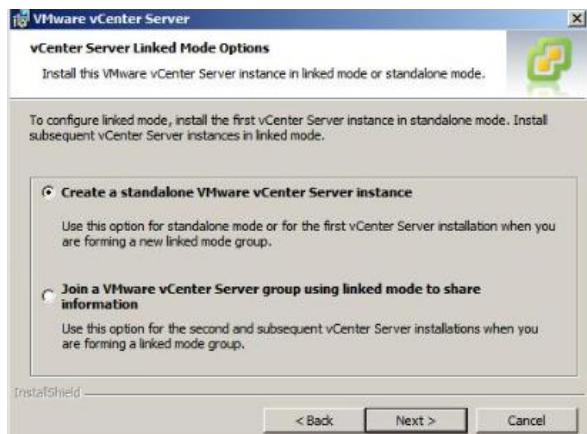 VMware vCenter Server
vCenter Server Linked Mode Options
Install this VMware vCenter Server instance in linked mode or standalone mode.
To configure linked mode, install the first vCenter Server instance in standalone mode. Install
subsequent vCenter Server instances in linked mode.
Create a standalone VMware vCenter Server instance
Use this option for standalone mode or for the first vCenter Server installation when you
are forming a new linked mode group.
Join a VMware vCenter Server group using linked mode to share
information
Use this option for the second and subsequent vCenter Server installations when you
are forming a linked mode group.
InstallShield
< Back Next > Cancel